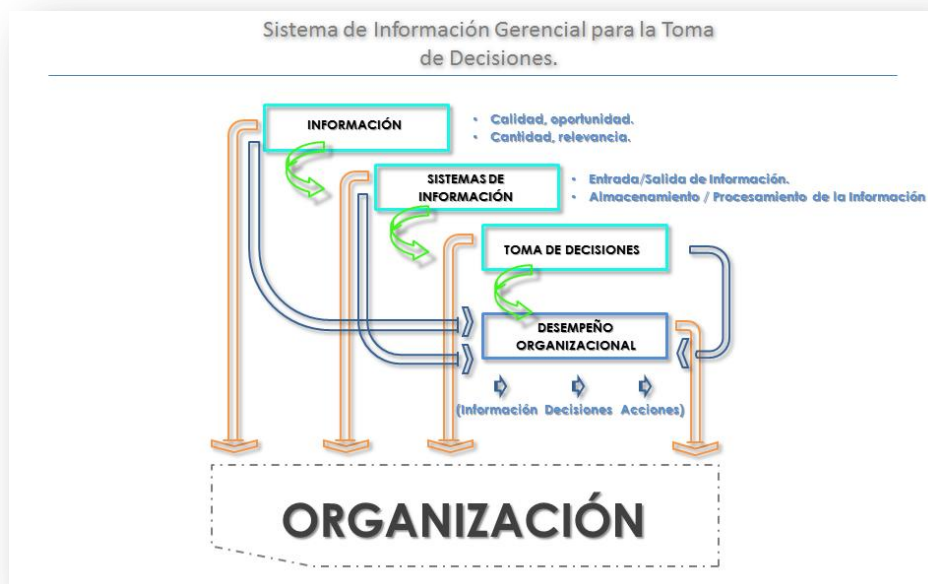 Sistema de Información Gerencial para la Toma
de Decisiones.
INFORMACIÓN
• Calidad, oportunidad.
• Cantidad, relevancia.
SISTEMAS DE
INFORMACIÓN
• Entrada/Salida de Información.
• Almacenamiento / Procesamiento de la Información
TOMA DE DECISIONES
DESEMPEÑO
ORGANIZACIONAL
(Información Decisiones Acciones)
ORGANIZACIÓN